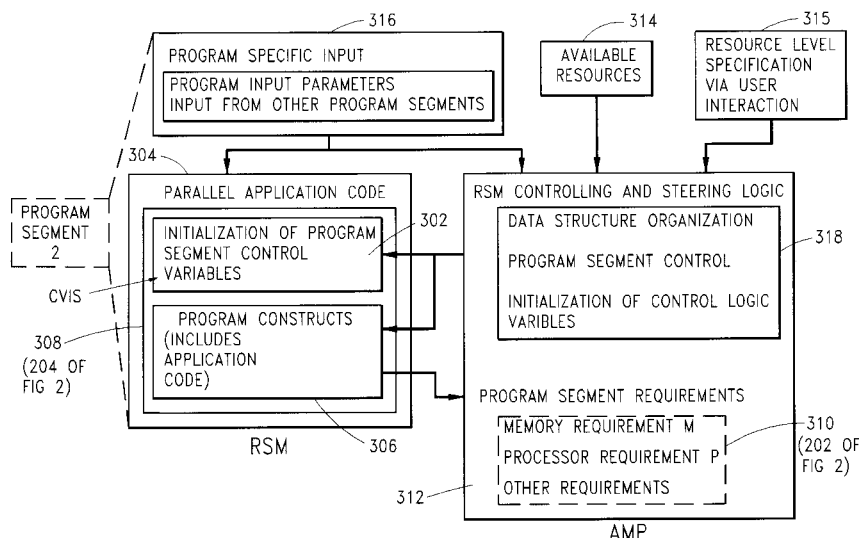 316
PROGRAM SPECIFIC INPUT
PROGRAM INPUT PARAMETERS
INPUT FROM OTHER PROGRAM SEGMENTS
314
AVAILABLE
RESOURCES
315
RESOURCE LEVEL
SPECIFICATION
VIA USER
INTERACTION
304
PARALLEL APPLICATION CODE
PROGRAM
SEGMENT
2
INITIALIZATION OF PROGRAM
SEGMENT CONTROL
VARIABLES
302
CVIS
308
(204 OF
FIG 2)
PROGRAM CONSTRUCTS
(INCLUDES
APPLICATION
CODE)
306
RSM
RSM CONTROLLING AND STEERING LOGIC
DATA STRUCTURE ORGANIZATION
PROGRAM SEGMENT CONTROL
INITIALIZATION OF CONTROL LOGIC
VARIBLES
318
PROGRAM SEGMENT REQUIREMENTS
MEMORY REQUIREMENT M
PROCESSOR REQUIREMENT P
OTHER REQUIREMENTS
310
(202 OF
FIG 2)
312
AMP